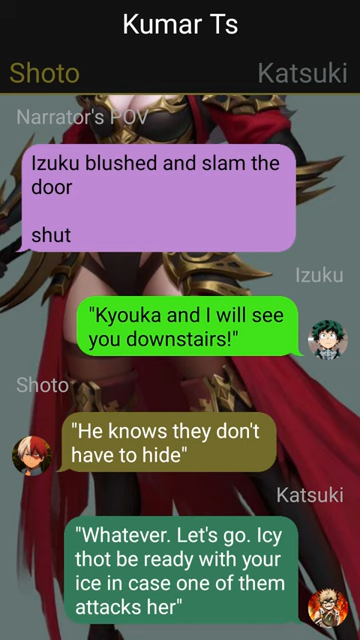 Kumar Ts
Shoto Katsuki
Narrator's POV
Izuku blushed and slam the
door
shut
Izuku
"Kyouka and I will see
you downstairs!"
Shoto
"He knows they don't
have to hide"
Katsuki
"Whatever. Let's go. Icy
thot be ready with your
ice in case one of them
attacks her"